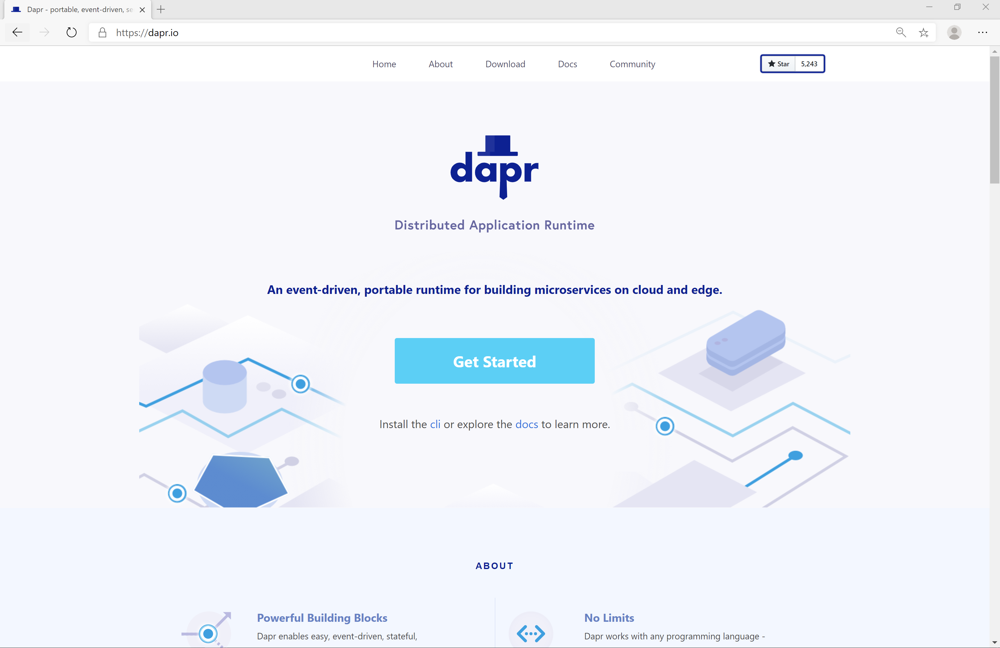 Dapr - portable, event-driven, se
https://dapr.io
Home About Download Docs Community Star 5,243
dapr
Distributed Application Runtime
An event-driven, portable runtime for building microservices on cloud and edge.
Get Started
Install the cli or explore the docs to learn more.
ABOUT
Powerful Building Blocks
Dapr enables easy, event-driven, stateful,
No Limits
Dapr works with any programming language -